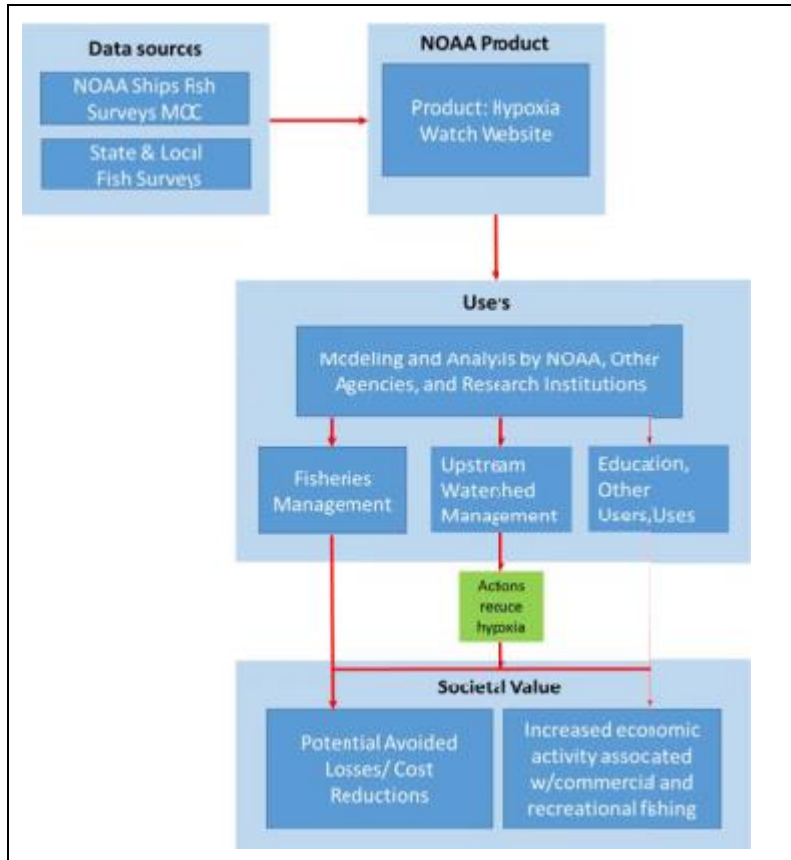 Data sources
NOAA Ships Fish
Surveys MOC
State & Local
Fish Surveys
NOAA Product
Product: Hypoxia
Watch Website
Users
Modeling and Analysis by NOAA, Other
Agencies, and Research Institutions
Fisheries
Management
Upstream
Watershed
Management
Education,
Other
Users,Uses
Actions
reduce
hypoxia
Societal Value
Potential Avoided
Losses/ Cost
Reductions
Increased economic
activity assocated
w/commercial and
recreational fishing